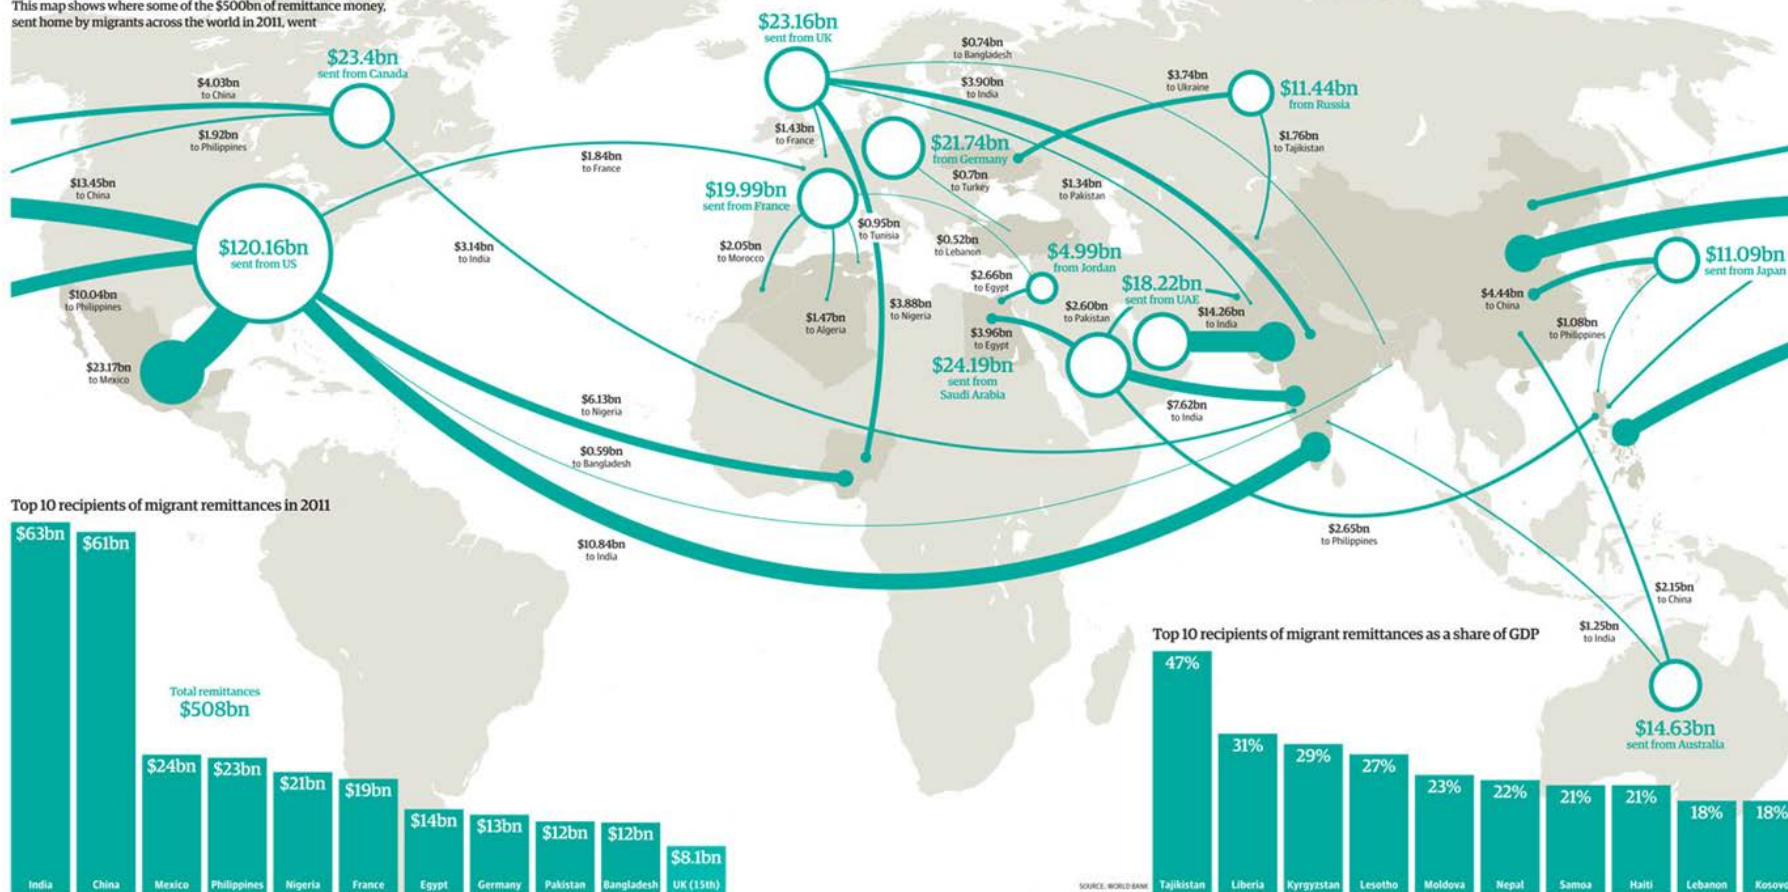 This map shows where some of the $500bn of remittance money,
sent home by migrants across the world in 2011, went
$23.4bn
sent from Canada
$4.03bn
to China
$1.92bn
to Philippines
$13.45bn
to China
$120.16bn
sent from US
$10.04bn
to Philippines
$23.17bn
to Mexico
$3.14bn
to India
$1.84bn
to France
$6.13bn
to Nigeria
$0.59bn
to Bangladesh
$10.84bn
to India
$23.16bn
sent from UK
$0.74bn
to Bangladesh
$3.90bn
to India
$1.43bn
to France
$1.34bn
to Pakistan
$3.88bn
to Nigeria
$21.74bn
from Germany
$0.7bn
to Turkey
$19.99bn
sent from France
$0.95bn
to Tunisia
$2.05bn
to Morocco
$1.47bn
to Algeria
$0.52bn
to Lebanon
$3.74bn
to Ukraine
$11.44bn
from Russia
$1.76bn
to Tajikistan
$4.99bn
from Jordan
$2.66bn
to Egypt
$18.22bn
sent from UAE
$14.26bn
to India
$2.60bn
to Pakistan
$3.96bn
to Egypt
$24.19bn
sent from
Saudi Arabia
$7.62bn
to India
$2.65bn
to Philippines
$11.09bn
sent from Japan
$4.44bn
to China
$1.08bn
to Philippines
$2.15bn
to China
$1.25bn
to India
$14.63bn
sent from Australia
Top 10 recipients of migrant remittances in 2011
$63bn
$61bn
$24bn
$23bn
$21bn
$19bn
$14bn
$13bn
$12bn
$12bn
$8.1bn
Total remittances
$508bn
India
China
Mexico
Philippines
Nigeria
France
Egypt
Germany
Pakistan
Bangladesh
UK (15th)
Top 10 recipients of migrant remittances as a share of GDP
47%
31%
29%
27%
23%
22%
21%
21%
18%
18%
SOURCE: WORLD BANK
Tajikistan
Liberia
Kyrgyzstan
Lesotho
Moldova
Nepal
Samoa
Haiti
Lebanon
Kosovo